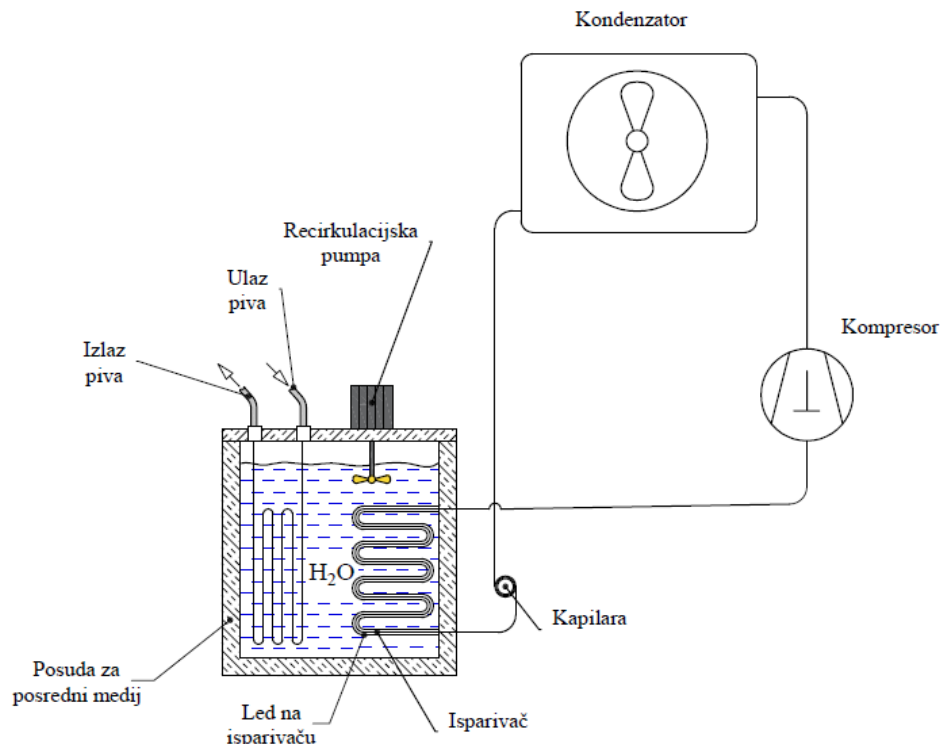 Kondenzator
Recirkulacijska
pumpa
Ulaz
piva
Izlaz
piva
Kompresor
H₂O
Kapilara
Posuda za
posredni medij
Led na
isparivaču
Isparivač